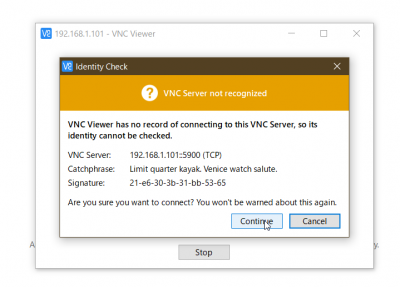 192.168.1.101 - VNC Viewer
Identity Check
VNC Server not recognized
VNC Viewer has no record of connecting to this VNC Server, so its
identity cannot be checked.
VNC Server: 192.168.1.101::5900 (TCP)
Catchphrase: Limit quarter kayak. Venice watch salute.
Signature: 21-e6-30-3b-31-bb-53-65
Are you sure you want to connect? You won't be warned about this again.
Continue Cancel
Stop